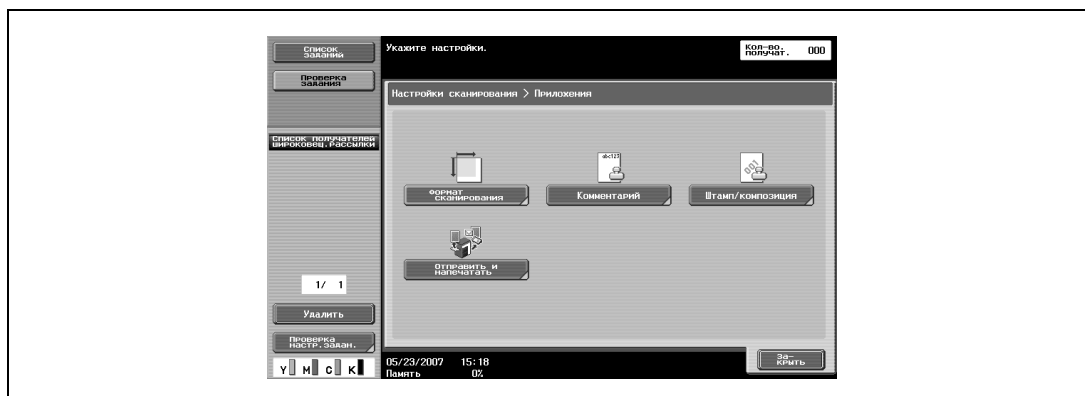 Список
заданий
Проверка
задания
Список получателей
широковещ.рассылки
1/ 1
Удалить
Проверка
настр.задан.
Y M C K
Укажите настройки.
Кол-во.
получат. 000
Настройки сканирования > Приложения
abc123
001
Формат
сканирования
Комментарий
Штамп/композиция
Отправить и
напечатать
05/23/2007 15:18
Память 0%
За-
крыть